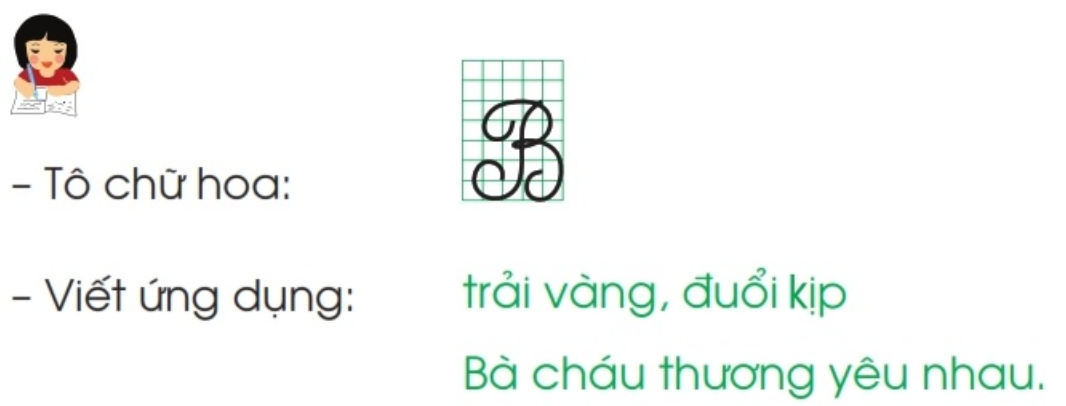 – Tô chữ hoa:
B
– Viết ứng dụng:
trải vàng, đuổi kịp
Bà cháu thương yêu nhau.